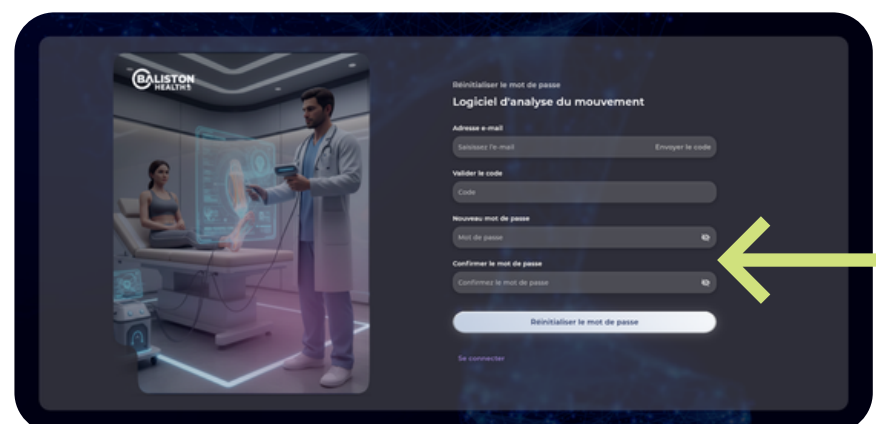 BALISTON
HEALTH
Réinitialiser le mot de passe
Logiciel d'analyse du mouvement
Adresse e-mail
Saisissez l'e-mail Envoyer le code
Valider le code
Code
Nouveau mot de passe
Mot de passe
Confirmer le mot de passe
Confirmez le mot de passe
Réinitialiser le mot de passe
Se connecter